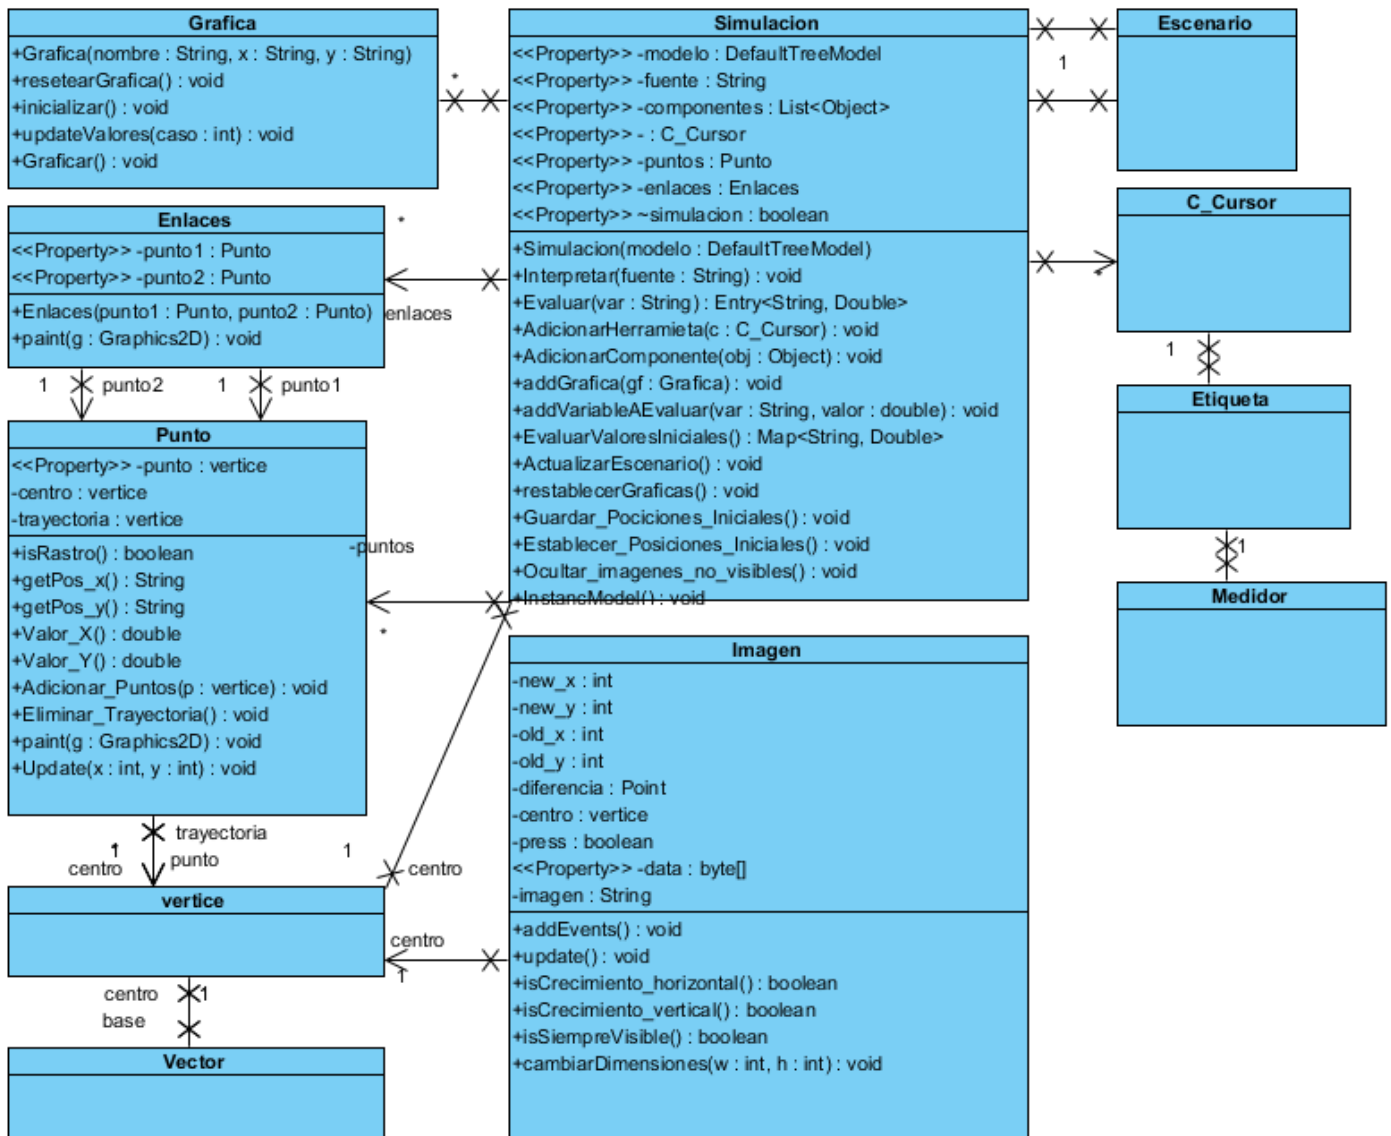 Grafica
+Grafica(nombre : String, x : String, y : String)
+resetearGrafica() : void
+inicializar() : void
+updateValores(caso : int) : void
+Graficar() : void
*
Simulacion
<<Property>> -modelo : DefaultTreeModel
<<Property>> -fuente : String
<<Property>> -componentes : List<Object>
<<Property>> - : C_Cursor
<<Property>> -puntos : Punto
<<Property>> -enlaces : Enlaces
<<Property>> ~simulacion : boolean
+Simulacion(modelo : DefaultTreeModel)
+Interpretar(fuente : String) : void
+Evaluar(var : String) : Entry<String, Double>
+AdicionarHerramieta(c : C_Cursor) : void
+AdicionarComponente(obj : Object) : void
+addGrafica(gf : Grafica) : void
+addVariableAEvaluar(var : String, valor : double) : void
+EvaluarValoresIniciales() : Map<String, Double>
+ActualizarEscenario() : void
+restablecerGraficas() : void
+Guardar_Pociciones_Iniciales() : void
+Establecer_Posiciones_Iniciales() : void
+Ocultar_imagenes_no_visibles() : void
+InstancModel() : void
1
Escenario
C_Cursor
*
1
Etiqueta
1
Medidor
Enlaces
<<Property>> -punto1 : Punto
<<Property>> -punto2 : Punto
+Enlaces(punto1 : Punto, punto2 : Punto)
+paint(g : Graphics2D) : void
*
enlaces
1 punto2
1 punto1
Punto
<<Property>> -punto : vertice
-centro : vertice
-trayectoria : vertice
+isRastro() : boolean
+getPos_x() : String
+getPos_y() : String
+Valor_X() : double
+Valor_Y() : double
+Adicionar_Puntos(p : vertice) : void
+Eliminar_Trayectoria() : void
+paint(g : Graphics2D) : void
+Update(x : int, y : int) : void
-puntos
*
trayectoria
1
centro
punto
1
centro
vertice
centro
1
centro
1
base
Vector
Imagen
-new_x : int
-new_y : int
-old_x : int
-old_y : int
-diferencia : Point
-centro : vertice
-press : boolean
<<Property>> -data : byte[]
-imagen : String
+addEvents() : void
+update() : void
+isCrecimiento_horizontal() : boolean
+isCrecimiento_vertical() : boolean
+isSiempreVisible() : boolean
+cambiarDimensiones(w : int, h : int) : void